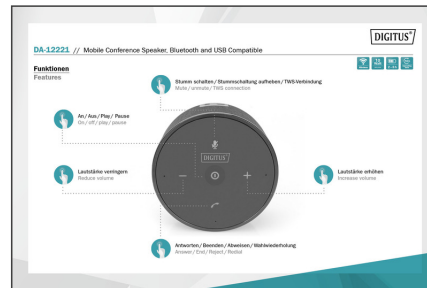 DIGITUS®
DA-12221 // Mobile Conference Speaker, Bluetooth and USB Compatible
Funktionen
Features
Stumm schalten / Stummschaltung aufheben / TWS-Verbindung
Mute / unmute / TWS connection
An / Aus / Play / Pause
On / off / play / pause
DIGITUS
Lautstärke verringern
Reduce volume
Lautstärke erhöhen
Increase volume
Antworten / Beenden / Abweisen / Wahlwiederholung
Answer / End / Reject / Redial